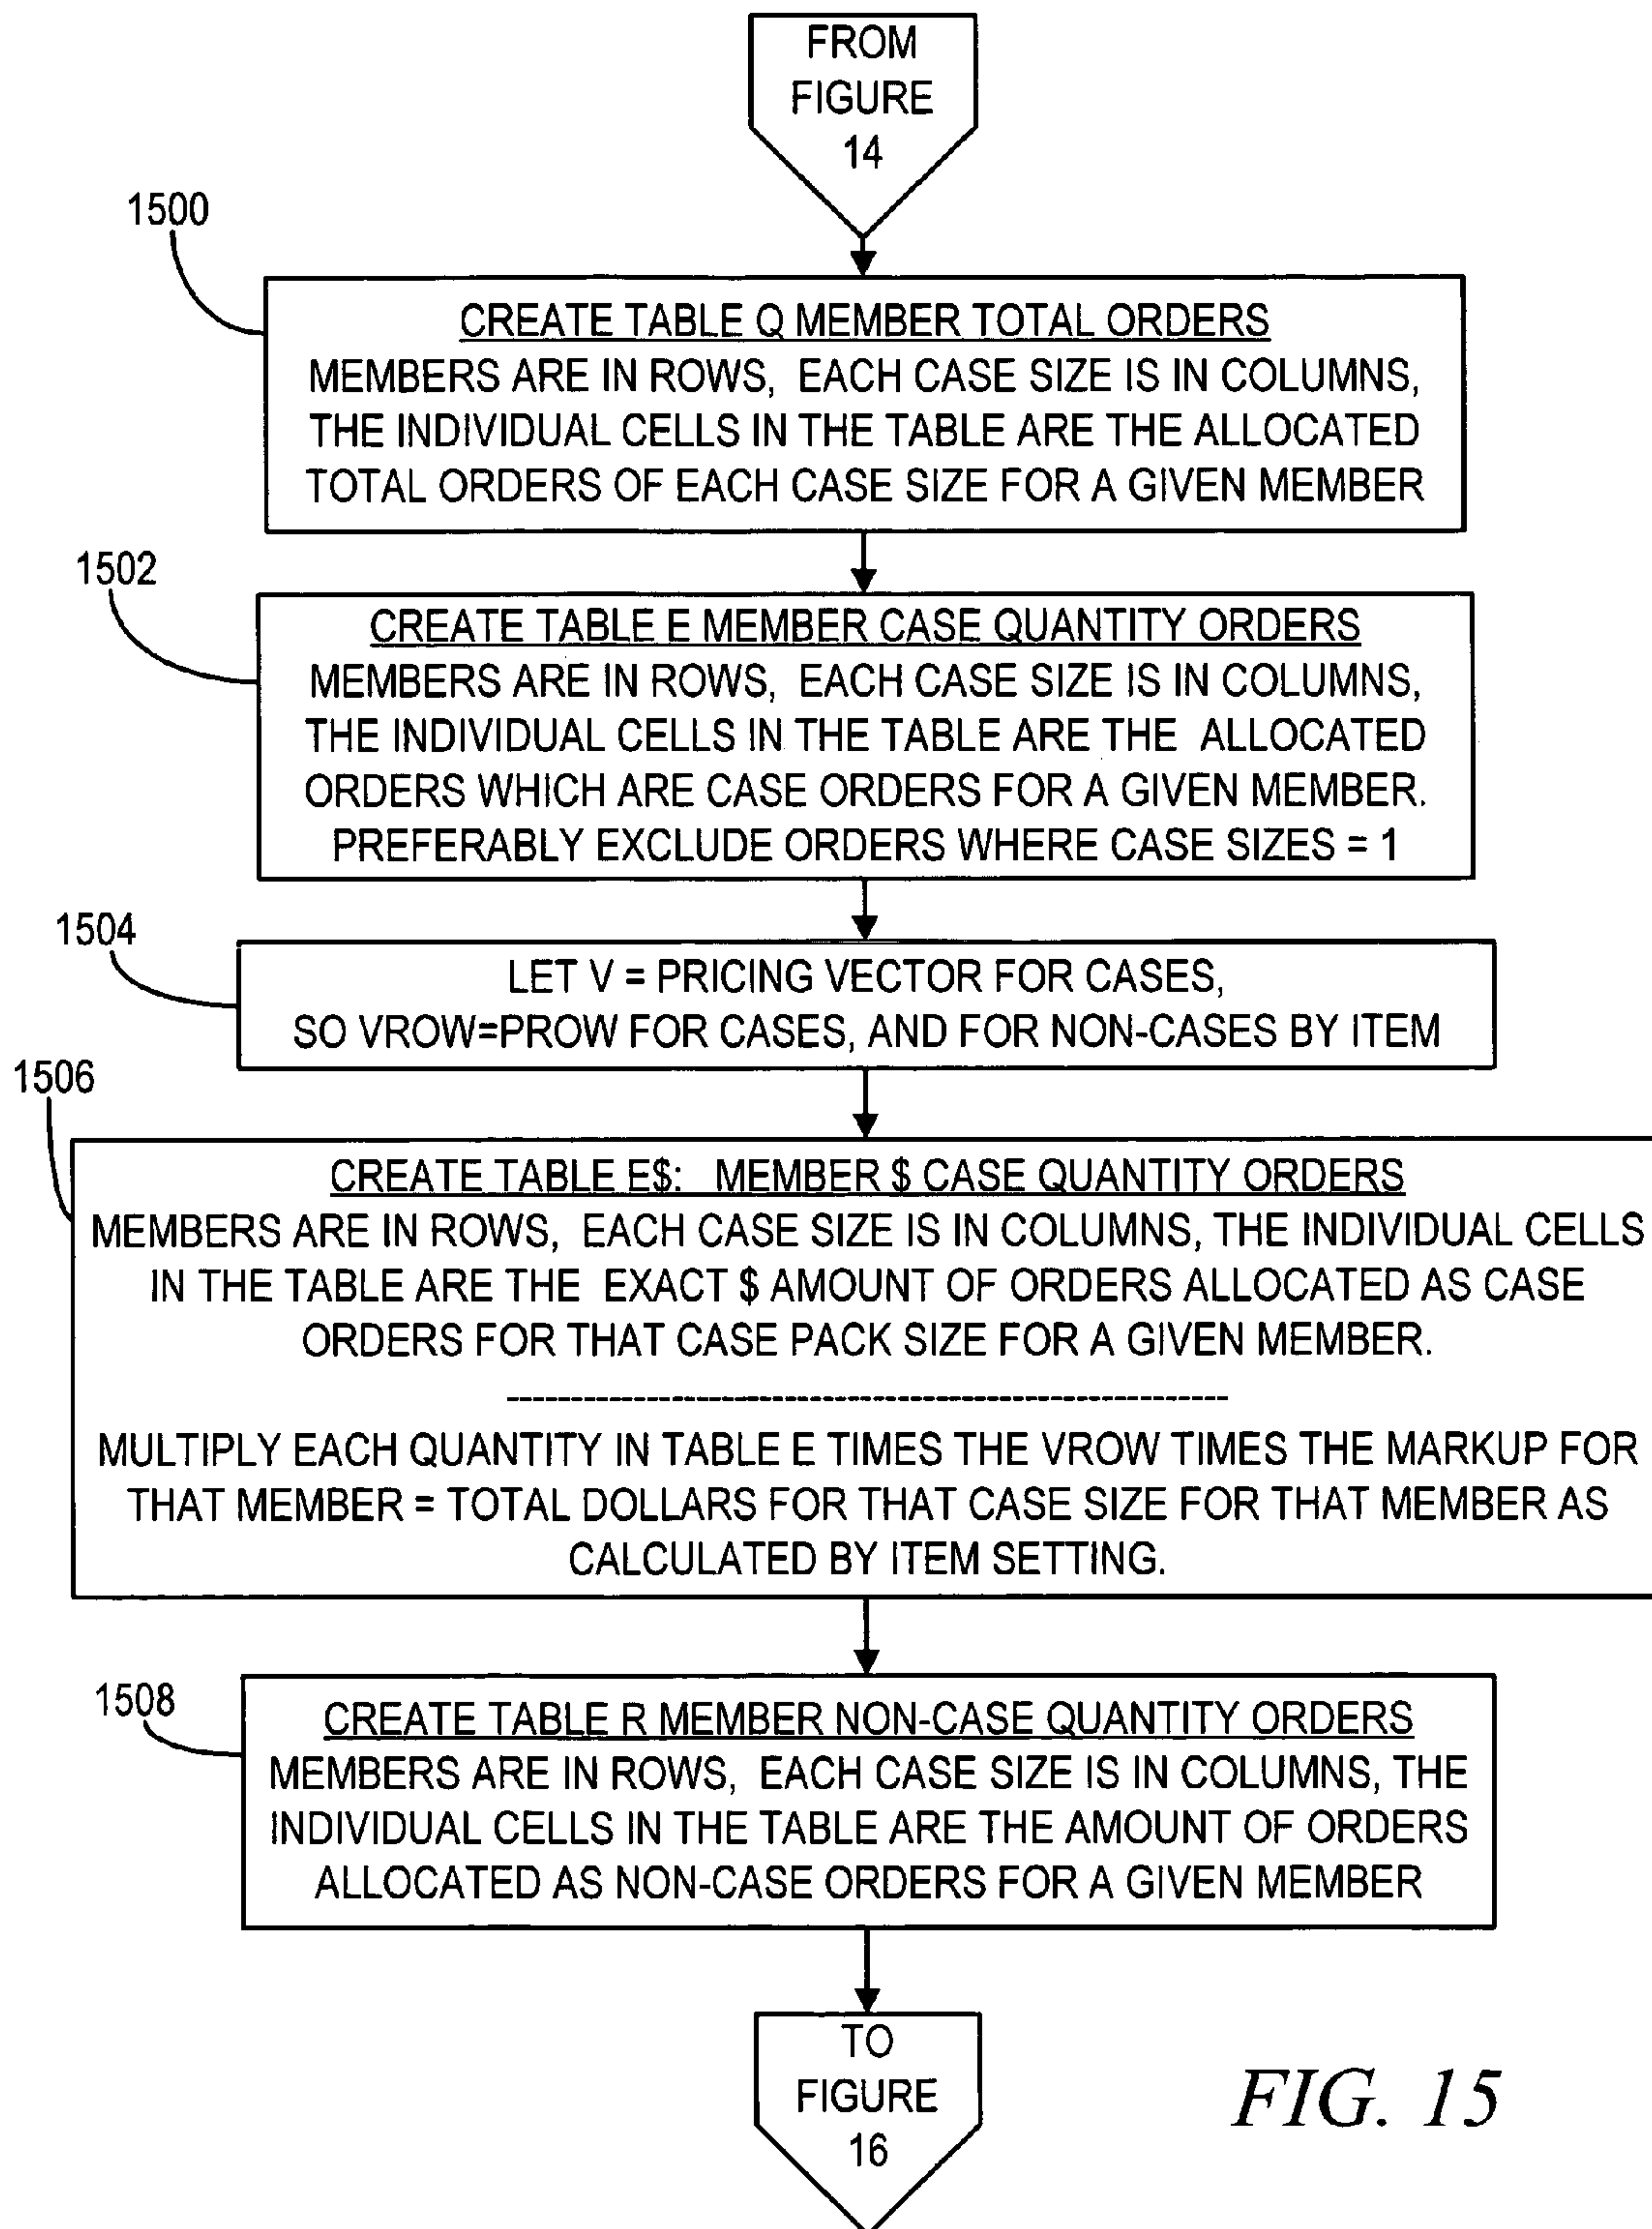 FROM
FIGURE
14
1500
CREATE TABLE Q MEMBER TOTAL ORDERS
MEMBERS ARE IN ROWS, EACH CASE SIZE IS IN COLUMNS,
THE INDIVIDUAL CELLS IN THE TABLE ARE THE ALLOCATED
TOTAL ORDERS OF EACH CASE SIZE FOR A GIVEN MEMBER
1502
CREATE TABLE E MEMBER CASE QUANTITY ORDERS
MEMBERS ARE IN ROWS, EACH CASE SIZE IS IN COLUMNS,
THE INDIVIDUAL CELLS IN THE TABLE ARE THE ALLOCATED
ORDERS WHICH ARE CASE ORDERS FOR A GIVEN MEMBER.
PREFERABLY EXCLUDE ORDERS WHERE CASE SIZES = 1
1504
LET V = PRICING VECTOR FOR CASES,
SO VROW=PROW FOR CASES, AND FOR NON-CASES BY ITEM
1506
CREATE TABLE E$: MEMBER $ CASE QUANTITY ORDERS
MEMBERS ARE IN ROWS, EACH CASE SIZE IS IN COLUMNS, THE INDIVIDUAL CELLS
IN THE TABLE ARE THE EXACT $ AMOUNT OF ORDERS ALLOCATED AS CASE
ORDERS FOR THAT CASE PACK SIZE FOR A GIVEN MEMBER.
MULTIPLY EACH QUANTITY IN TABLE E TIMES THE VROW TIMES THE MARKUP FOR
THAT MEMBER = TOTAL DOLLARS FOR THAT CASE SIZE FOR THAT MEMBER AS
CALCULATED BY ITEM SETTING.
1508
CREATE TABLE R MEMBER NON-CASE QUANTITY ORDERS
MEMBERS ARE IN ROWS, EACH CASE SIZE IS IN COLUMNS, THE
INDIVIDUAL CELLS IN THE TABLE ARE THE AMOUNT OF ORDERS
ALLOCATED AS NON-CASE ORDERS FOR A GIVEN MEMBER
TO
FIGURE
16
FIG. 15